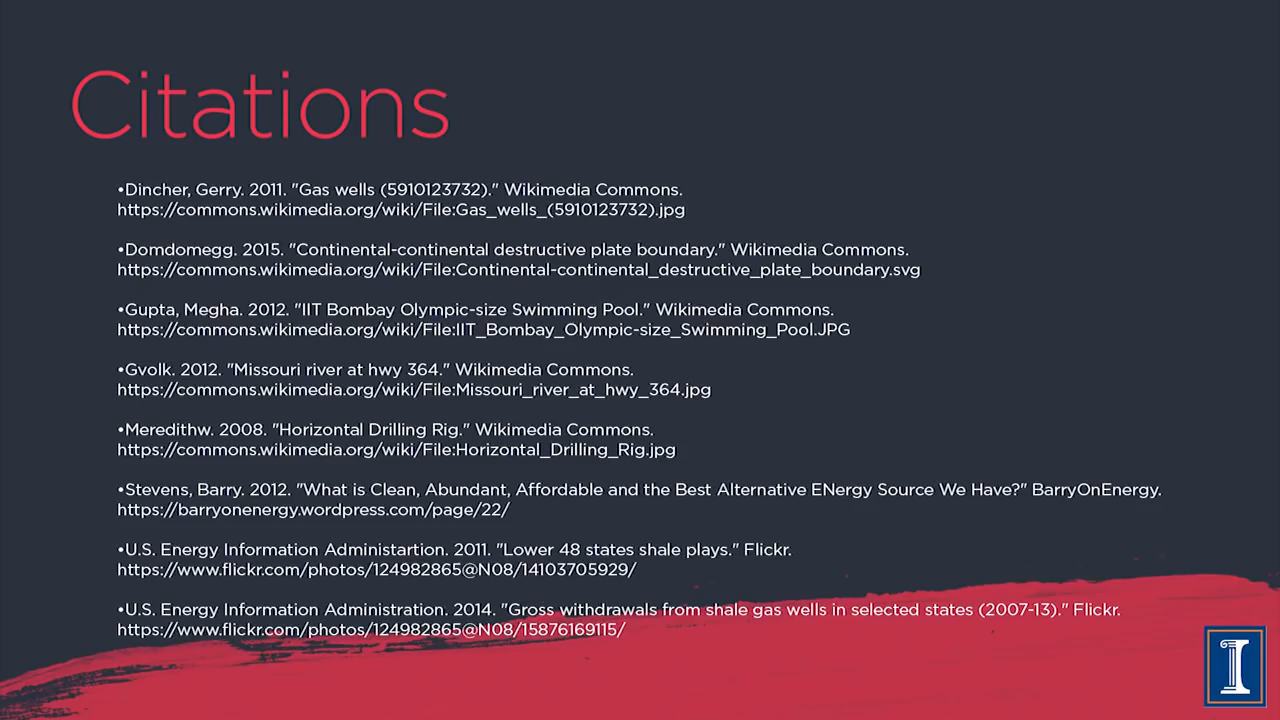 Citations
•Dincher, Gerry. 2011. "Gas wells (5910123732)." Wikimedia Commons.
https://commons.wikimedia.org/wiki/File:Gas_wells_(5910123732).jpg
•Domdomegg. 2015. "Continental-continental destructive plate boundary." Wikimedia Commons.
https://commons.wikimedia.org/wiki/File:Continental-continental_destructive_plate_boundary.svg
•Gupta, Megha. 2012. "IIT Bombay Olympic-size Swimming Pool." Wikimedia Commons.
https://commons.wikimedia.org/wiki/File:IIT_Bombay_Olympic-size_Swimming_Pool.JPG
•Gvolk. 2012. "Missouri river at hwy 364." Wikimedia Commons.
https://commons.wikimedia.org/wiki/File:Missouri_river_at_hwy_364.jpg
•Meredithw. 2008. "Horizontal Drilling Rig." Wikimedia Commons.
https://commons.wikimedia.org/wiki/File:Horizontal_Drilling_Rig.jpg
•Stevens, Barry. 2012. "What is Clean, Abundant, Affordable and the Best Alternative ENergy Source We Have?" BarryOnEnergy.
https://barryonenergy.wordpress.com/page/22/
•U.S. Energy Information Administartion. 2011. "Lower 48 states shale plays." Flickr.
https://www.flickr.com/photos/124982865@N08/14103705929/
•U.S. Energy Information Administration. 2014. "Gross withdrawals from shale gas wells in selected states (2007-13)." Flickr.
https://www.flickr.com/photos/124982865@N08/15876169115/
I